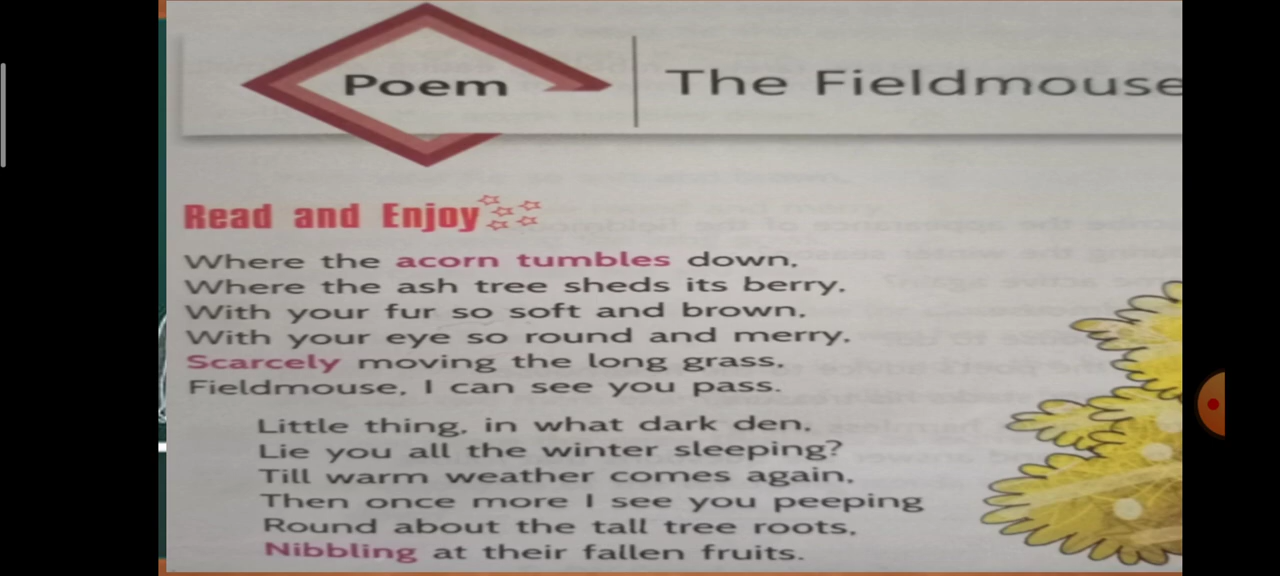 Poem
The Fieldmouse
Read and Enjoy
Where the acorn tumbles down,
Where the ash tree sheds its berry,
With your fur so soft and brown,
With your eye so round and merry,
Scarcely moving the long grass,
Fieldmouse, I can see you pass.
Little thing, in what dark den,
Lie you all the winter sleeping?
Till warm weather comes again,
Then once more I see you peeping
Round about the tall tree roots,
Nibbling at their fallen fruits.